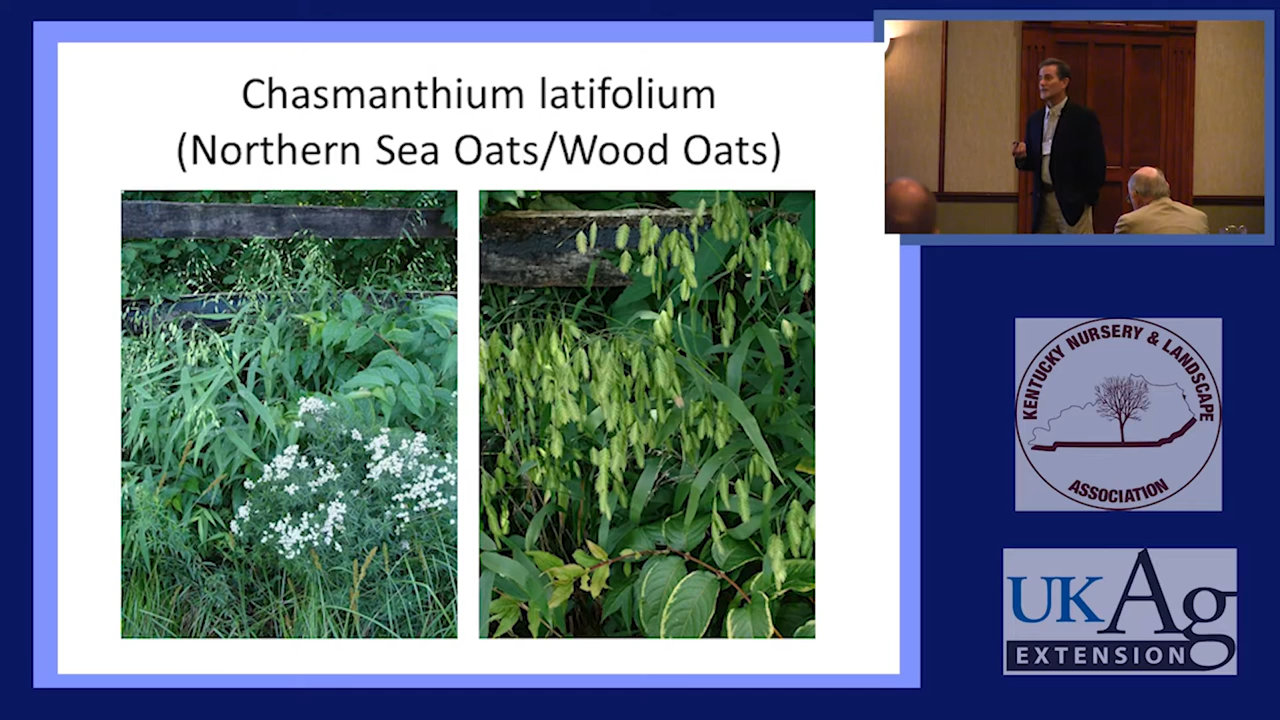 Chasmanthium latifolium
(Northern Sea Oats/Wood Oats)
KENTUCKY NURSERY & LANDSCAPE
ASSOCIATION
UKAg
EXTENSION